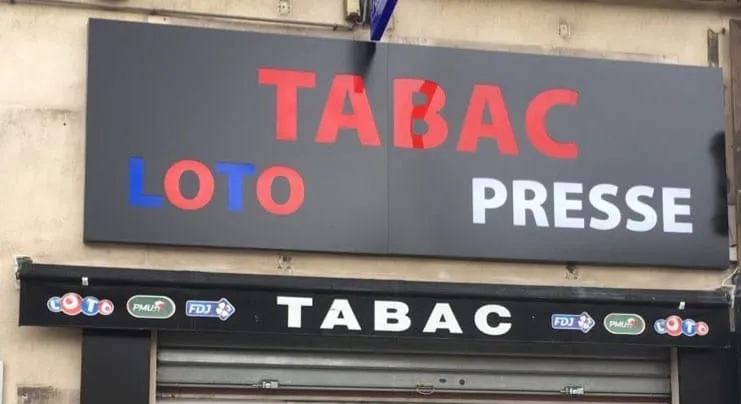 TABAC
LOTO PRESSE
LOTO PMU FDJ TABAC FDJ PMU LOTO